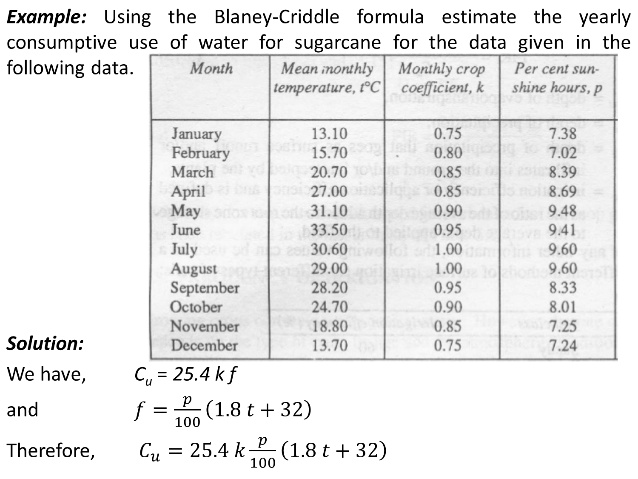 Example: Using the Blaney-Criddle formula estimate the yearly
consumptive use of water for sugarcane for the data given in the
following data.
Month Mean monthly temperature, t°C Monthly crop coefficient, k Per cent sun-shine hours, p
January 13.10 0.75 7.38
February 15.70 0.80 7.02
March 20.70 0.85 8.39
April 27.00 0.85 8.69
May 31.10 0.90 9.48
June 33.50 0.95 9.41
July 30.60 1.00 9.60
August 29.00 1.00 9.60
September 28.20 0.95 8.33
October 24.70 0.90 8.01
November 18.80 0.85 7.25
December 13.70 0.75 7.24
Solution:
We have, Cu = 25.4 k f
and f = p/100 (1.8 t + 32)
Therefore, Cu = 25.4 k p/100 (1.8 t + 32)